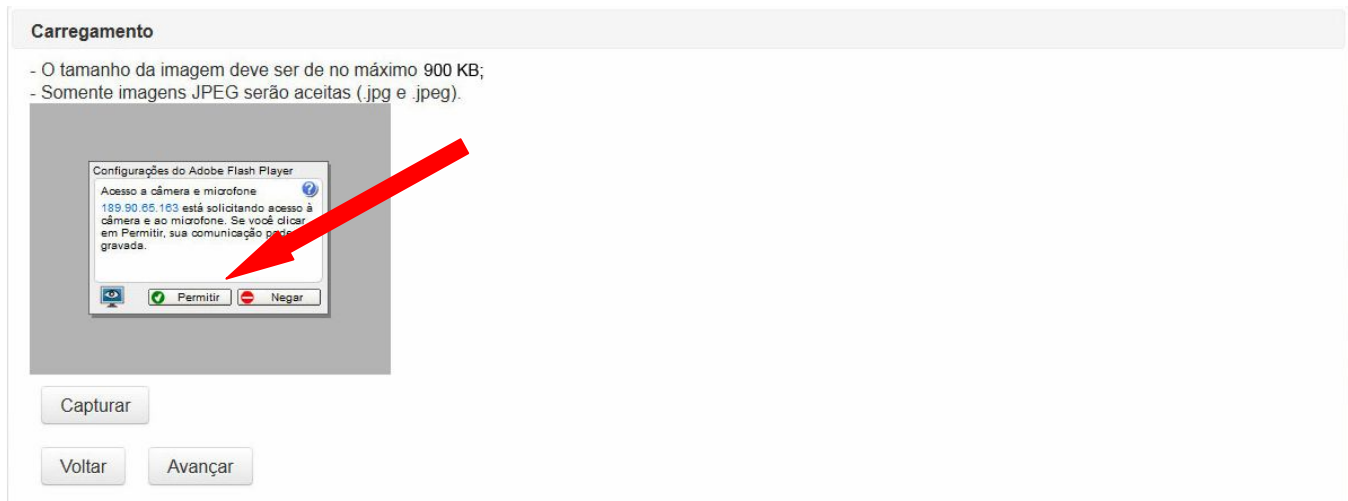 Carregamento
- O tamanho da imagem deve ser de no máximo 900 KB;
- Somente imagens JPEG serão aceitas (.jpg e .jpeg).
Configurações do Adobe Flash Player
Acesso a câmera e microfone
189.90.65.163 está solicitando acesso à
câmera e ao microfone. Se você clicar
em Permitir, sua comunicação pode
gravada.
Permitir Negar
Capturar
Voltar Avançar